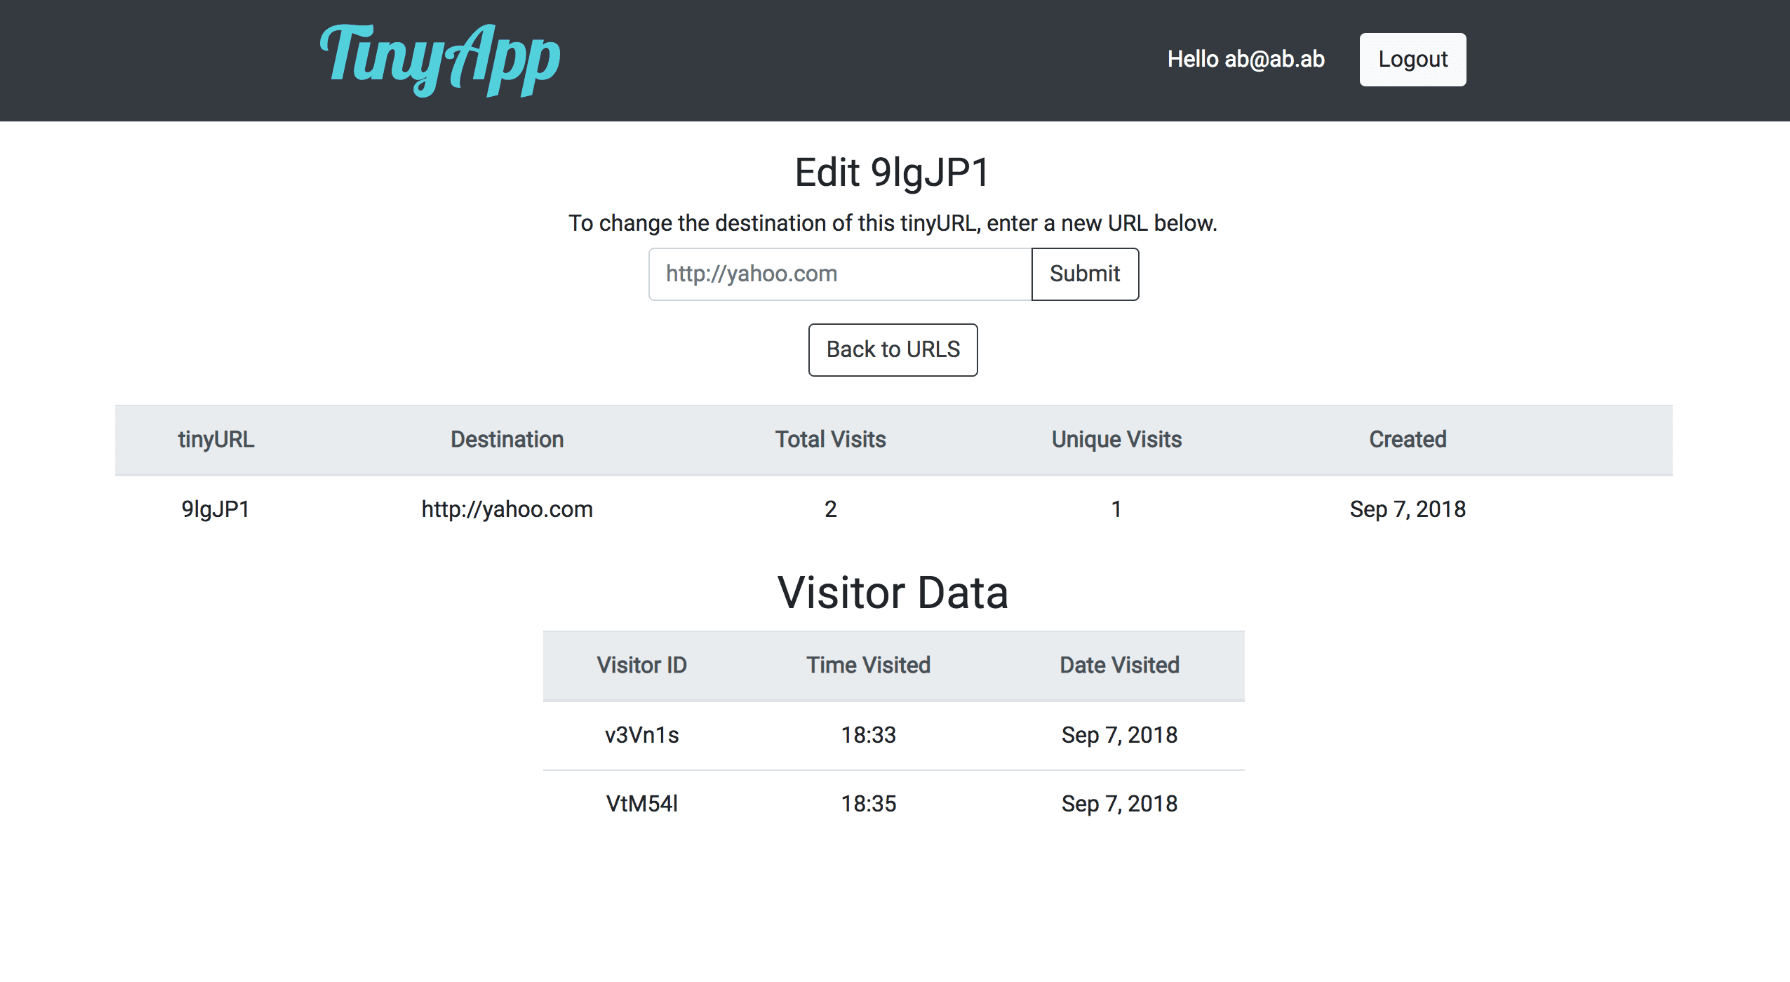 TinyApp
Hello ab@ab.ab Logout
Edit 9lgJP1
To change the destination of this tinyURL, enter a new URL below.
http://yahoo.com Submit
Back to URLS
tinyURL Destination Total Visits Unique Visits Created
9lgJP1 http://yahoo.com 2 1 Sep 7, 2018
Visitor Data
Visitor ID Time Visited Date Visited
v3Vn1s 18:33 Sep 7, 2018
VtM54l 18:35 Sep 7, 2018